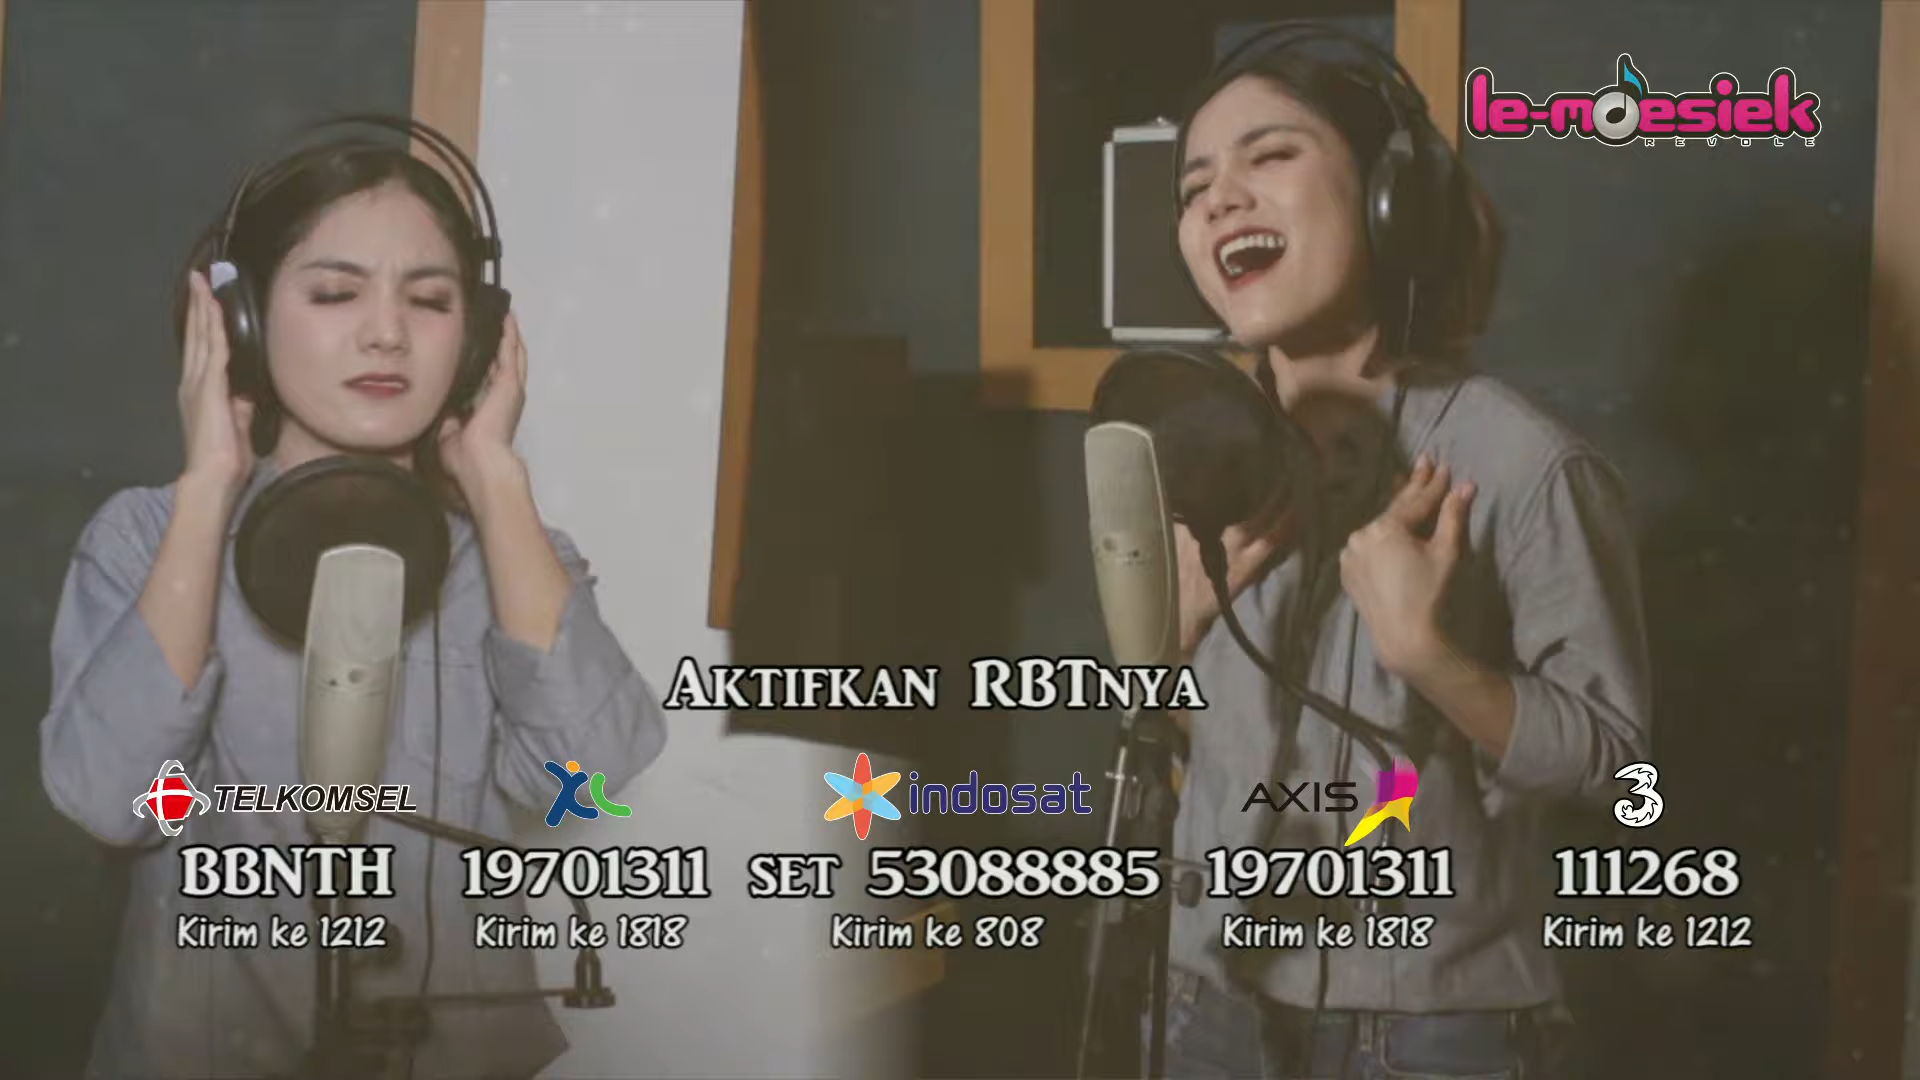 le-moesiek
REVOLE
AKTIFKAN RBTNYA
TELKOMSEL XL indosat AXIS 3
BBNTH 19701311 SET 53088885 19701311 111268
Kirim ke 1212 Kirim ke 1818 Kirim ke 808 Kirim ke 1818 Kirim ke 1212